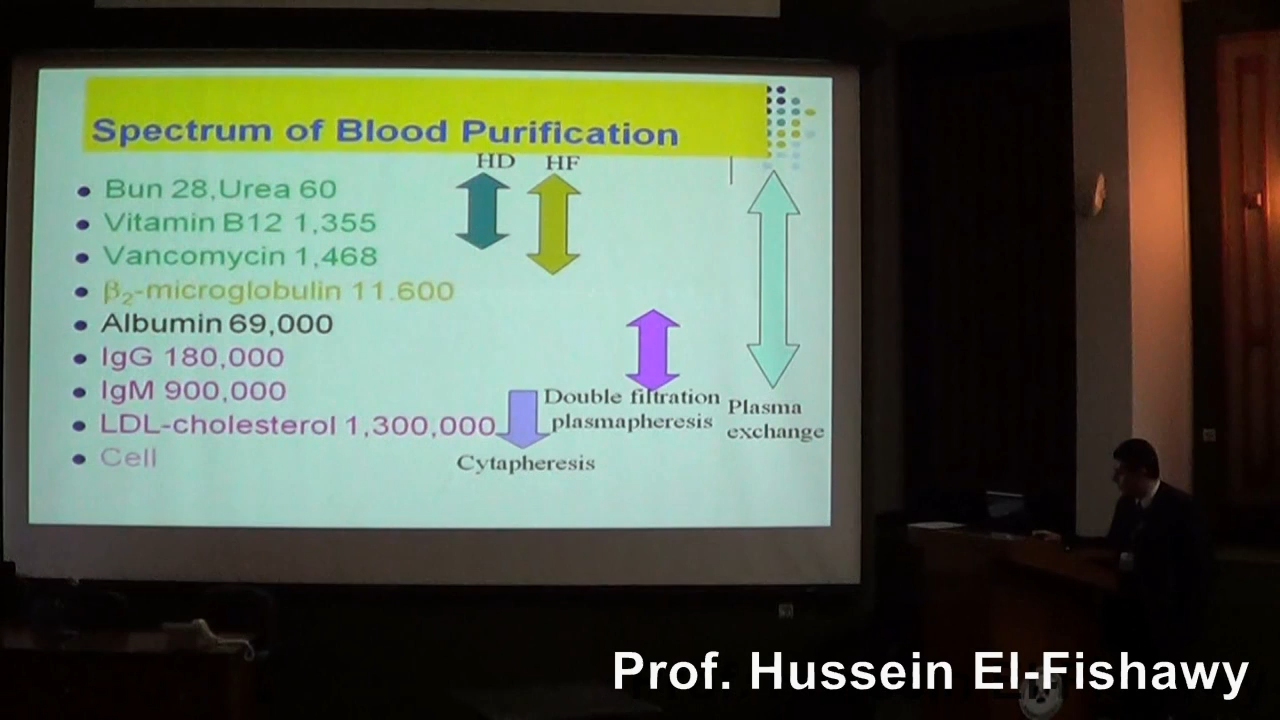 Spectrum of Blood Purification
HD HF
Bun 28,Urea 60
Vitamin B12 1,355
Vancomycin 1,468
β₂-microglobulin 11.600
Albumin 69,000
IgG 180,000
IgM 900,000
LDL-cholesterol 1,300,000
Cell
Double filtration
plasmapheresis
Plasma
exchange
Cytapheresis
Prof. Hussein El-Fishawy